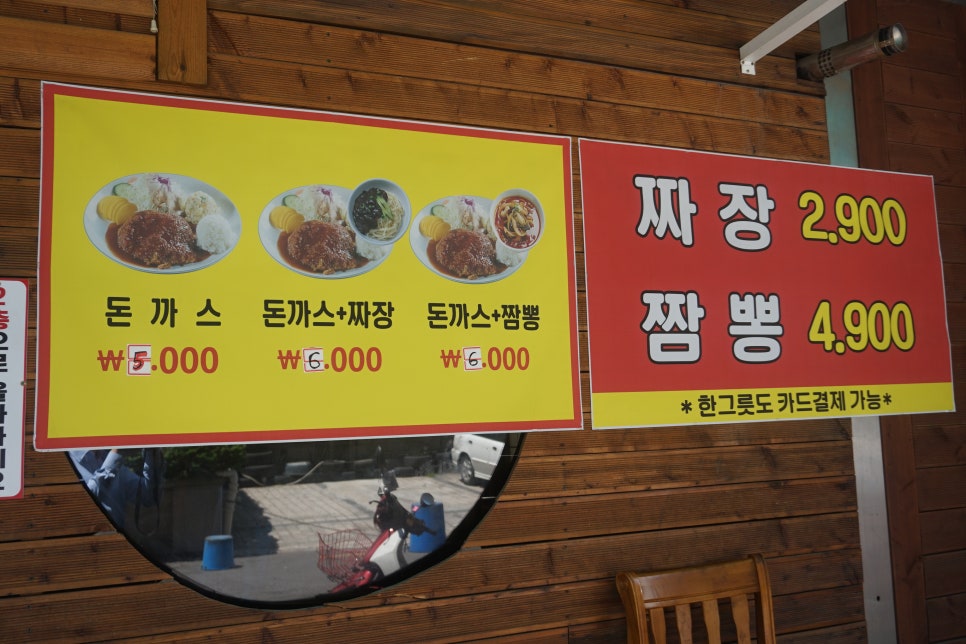 돈까스
₩5.000
돈까스+짜장
₩6.000
돈까스+짬뽕
₩6.000
짜장 2.900
짬뽕 4.900
*한그릇도 카드결제 가능*